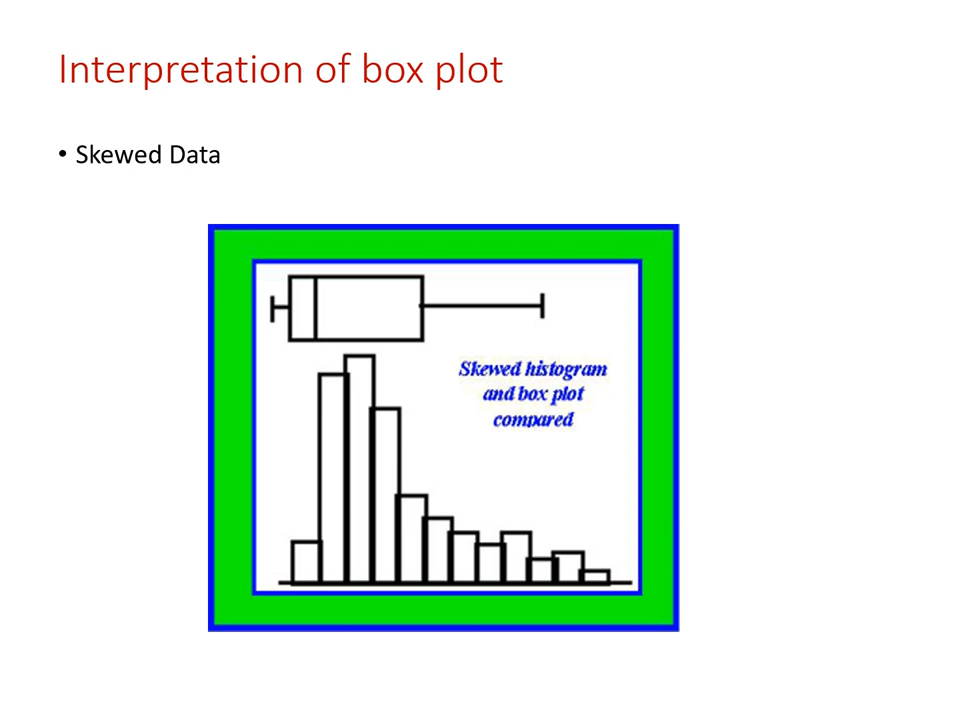 Interpretation of box plot
• Skewed Data
Skewed histogram
and box plot
compared